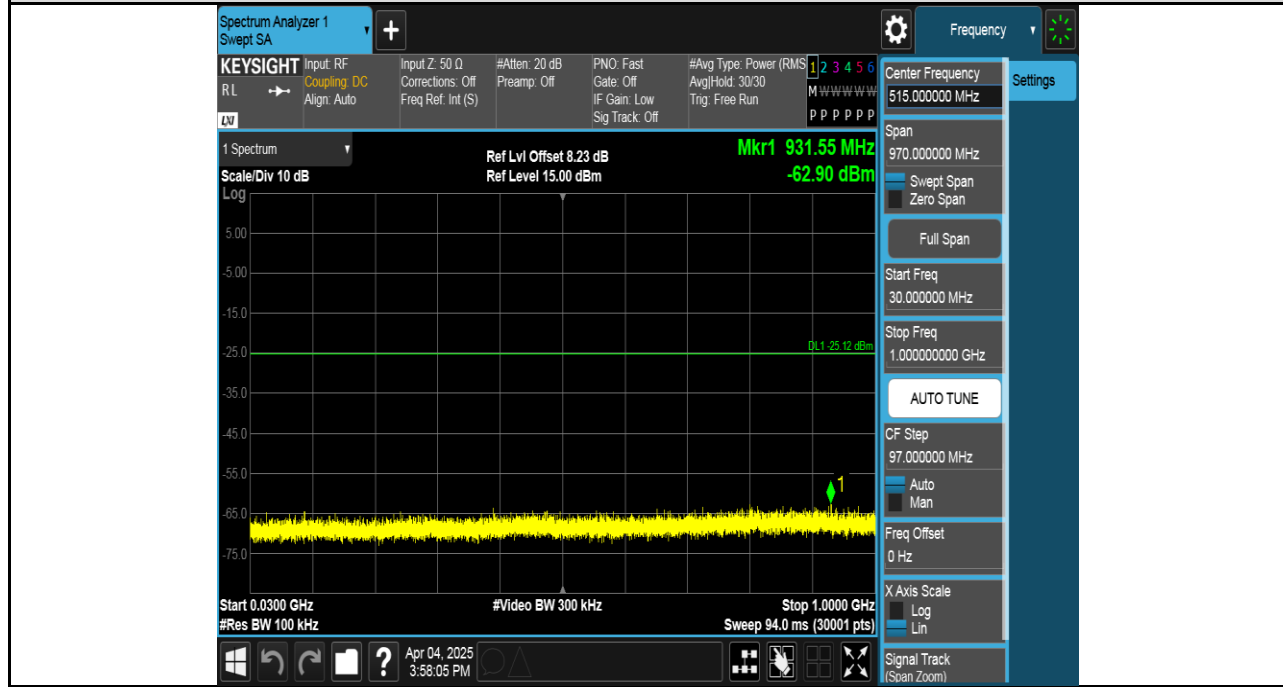 Spectrum Analyzer 1
Swept SA
+
Frequency
KEYSIGHT
RL
LXI
Input: RF
Coupling: DC
Align: Auto
Input Z: 50 Ω
Corrections: Off
Freq Ref: Int (S)
#Atten: 20 dB
Preamp: Off
PNO: Fast
Gate: Off
IF Gain: Low
Sig Track: Off
#Avg Type: Power (RMS
Avg|Hold: 30/30
Trig: Free Run
1 2 3 4 5 6
M W W W W W
P P P P P P
1 Spectrum
Scale/Div 10 dB
Ref Lvl Offset 8.23 dB
Ref Level 15.00 dBm
Mkr1 931.55 MHz
-62.90 dBm
Log
5.00
-5.00
-15.0
-25.0
DL1 -25.12 dBm
-35.0
-45.0
-55.0
1
-65.0
-75.0
Start 0.0300 GHz
#Res BW 100 kHz
#Video BW 300 kHz
Stop 1.0000 GHz
Sweep 94.0 ms (30001 pts)
?
Apr 04, 2025
3:58:05 PM
Center Frequency
515.000000 MHz
Settings
Span
970.000000 MHz
Swept Span
Zero Span
Full Span
Start Freq
30.000000 MHz
Stop Freq
1.000000000 GHz
AUTO TUNE
CF Step
97.000000 MHz
Auto
Man
Freq Offset
0 Hz
X Axis Scale
Log
Lin
Signal Track
(Span Zoom)